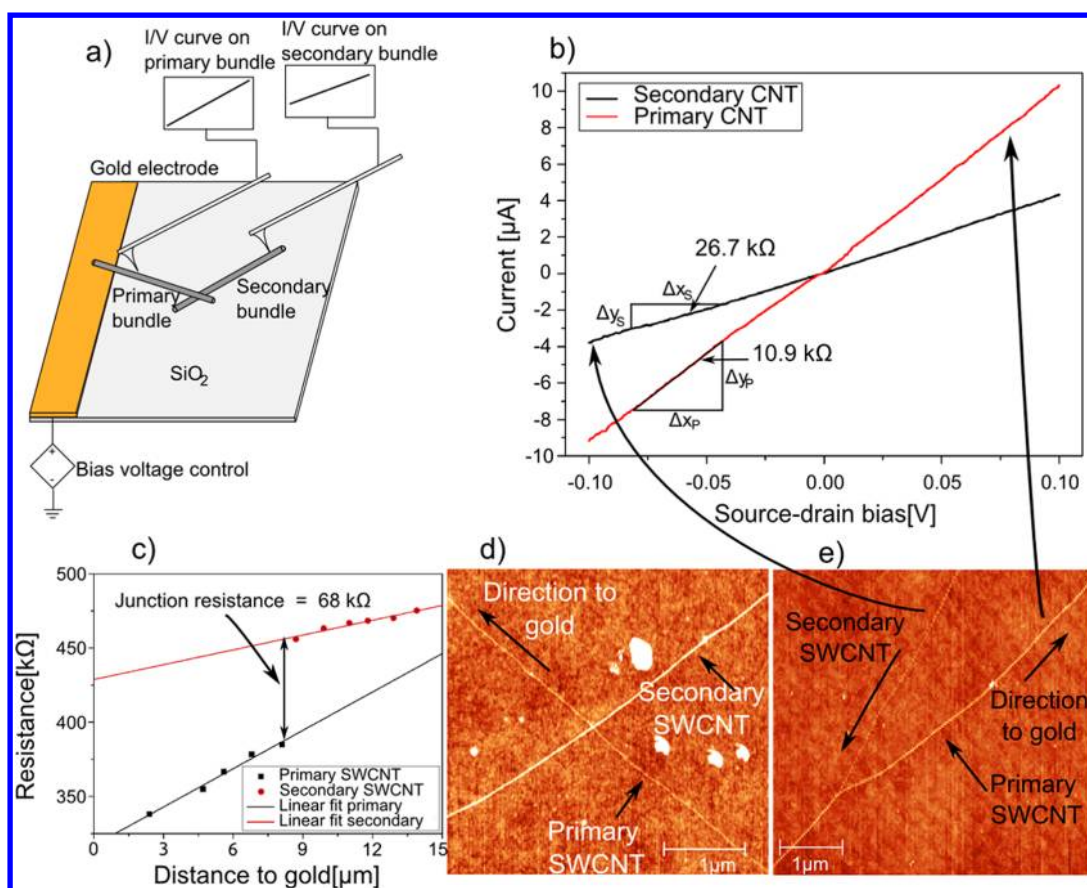 a)
I/V curve on
primary bundle
I/V curve on
secondary bundle
Gold electrode
Primary
bundle
Secondary
bundle
SiO2
+
-
Bias voltage control
b)
Secondary CNT
Primary CNT
Current [µA]
10
8
6
4
2
0
-2
-4
-6
-8
-10
26.7 kΩ
ΔxS
ΔyS
10.9 kΩ
ΔyP
ΔxP
-0.10
-0.05
0.00
0.05
0.10
Source-drain bias[V]
c)
Resistance[kΩ]
500
450
400
350
Junction resistance = 68 kΩ
Primary SWCNT
Secondary SWCNT
Linear fit primary
Linear fit secondary
0
3
6
9
12
15
Distance to gold[µm]
d)
Direction to
gold
Secondary
SWCNT
Primary
SWCNT
1µm
e)
Secondary
SWCNT
Direction
to gold
Primary
SWCNT
1µm